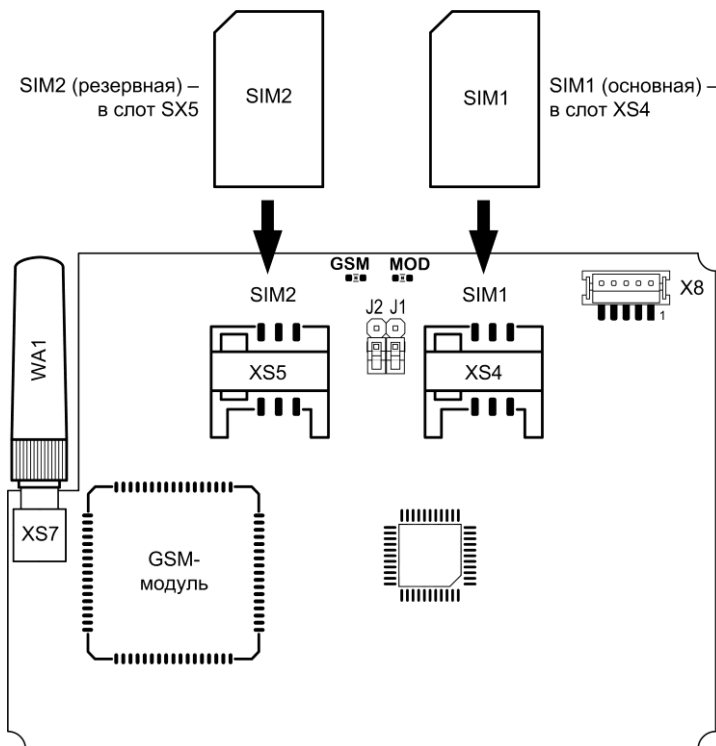 SIM2 (резервная) –
в слот SX5
SIM2
SIM1
SIM1 (основная) –
в слот XS4
GSM MOD
SIM2
SIM1
J2 J1
X8
1
WA1
XS5
XS4
XS7
GSM-
модуль